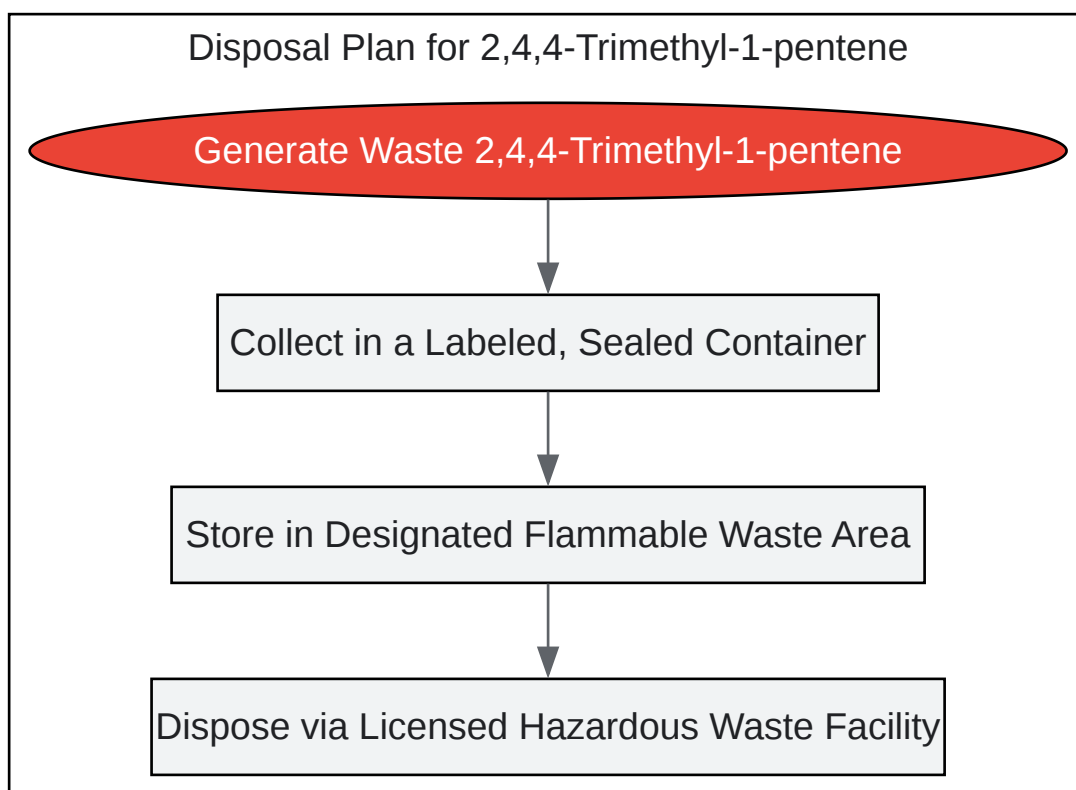 Disposal Plan for 2,4,4-Trimethyl-1-pentene
Generate Waste 2,4,4-Trimethyl-1-pentene
Collect in a Labeled, Sealed Container
Store in Designated Flammable Waste Area
Dispose via Licensed Hazardous Waste Facility